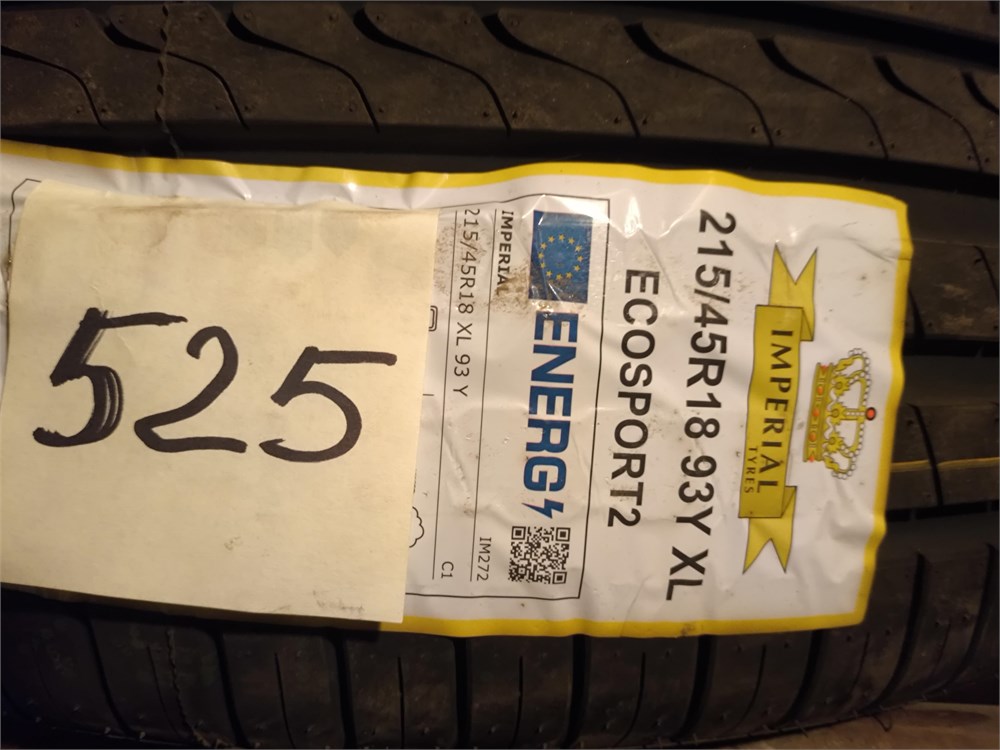 IMPERIAL
TYRES
215/45R18 93Y XL
ECOSPORT2
ENERG
IMPERIAL
IM272
215/45R18 XL 93 Y
C1
525